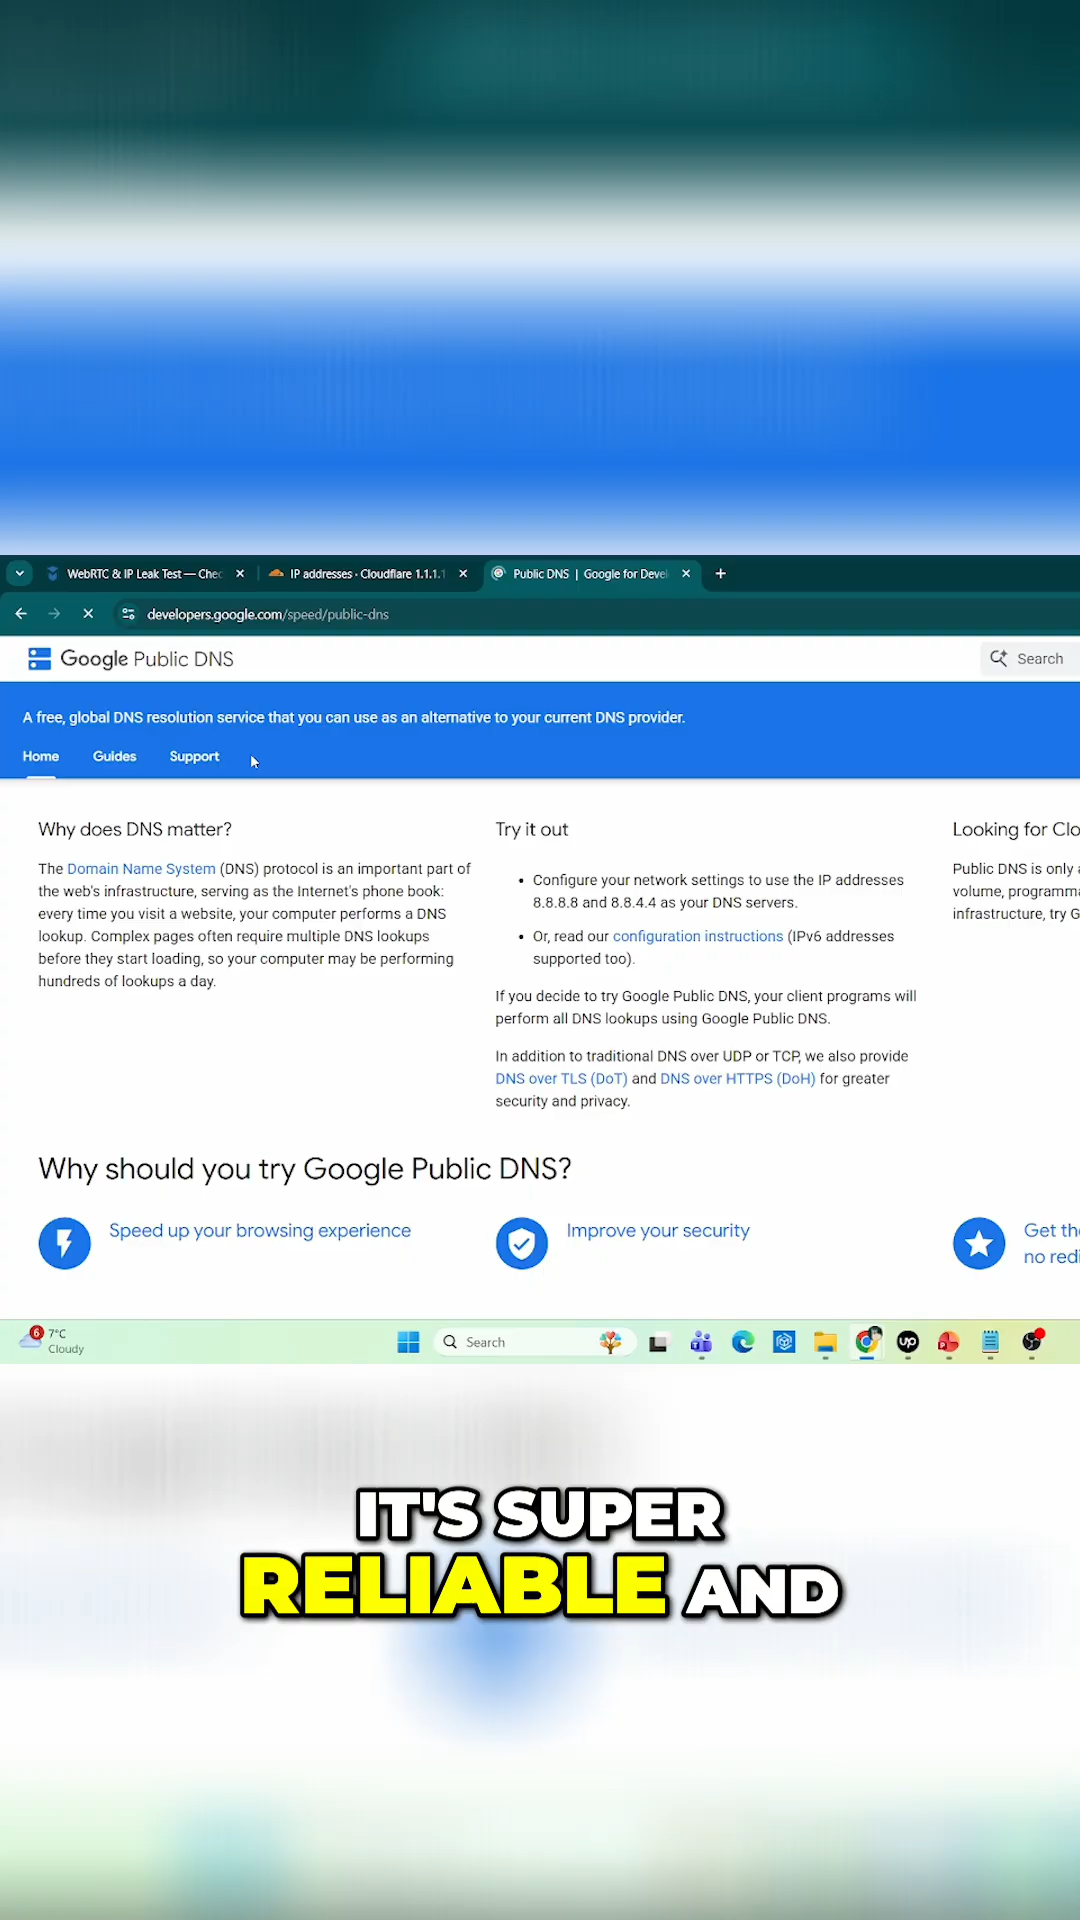 WebRTC & IP Leak Test — Chec
IP addresses · Cloudflare 1.1.1.1
Public DNS | Google for Devel
developers.google.com/speed/public-dns
Google Public DNS
Search
A free, global DNS resolution service that you can use as an alternative to your current DNS provider.
Home
Guides
Support
Why does DNS matter?
The Domain Name System (DNS) protocol is an important part of
the web's infrastructure, serving as the Internet's phone book:
every time you visit a website, your computer performs a DNS
lookup. Complex pages often require multiple DNS lookups
before they start loading, so your computer may be performing
hundreds of lookups a day.
Try it out
• Configure your network settings to use the IP addresses
8.8.8.8 and 8.8.4.4 as your DNS servers.
• Or, read our configuration instructions (IPv6 addresses
supported too).
If you decide to try Google Public DNS, your client programs will
perform all DNS lookups using Google Public DNS.
In addition to traditional DNS over UDP or TCP, we also provide
DNS over TLS (DoT) and DNS over HTTPS (DoH) for greater
security and privacy.
Looking for Clo
Public DNS is only a
volume, programma
infrastructure, try G
Why should you try Google Public DNS?
Speed up your browsing experience
Improve your security
Get the
no redi
6
7°C
Cloudy
Search
up
IT'S SUPER
RELIABLE AND